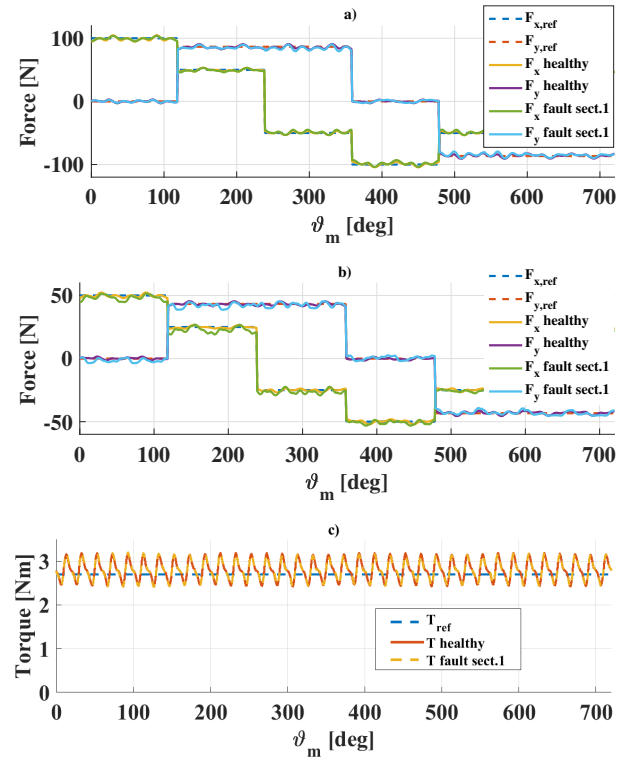 a)
Force [N]
100
0
-100
0 100 200 300 400 500 600 700
ϑm [deg]
Fx,ref
Fy,ref
Fx healthy
Fy healthy
Fx fault sect.1
Fy fault sect.1
b)
Force [N]
50
0
-50
0 100 200 300 400 500 600 700
ϑm [deg]
Fx,ref
Fy,ref
Fx healthy
Fy healthy
Fx fault sect.1
Fy fault sect.1
c)
Torque [Nm]
3
2
1
0
0 100 200 300 400 500 600 700
ϑm [deg]
Tref
T healthy
T fault sect.1